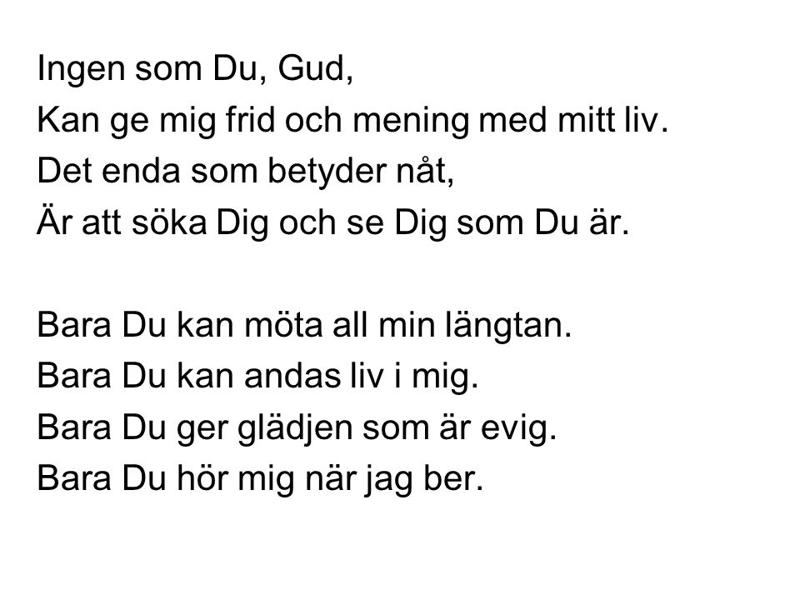 Ingen som Du, Gud,
Kan ge mig frid och mening med mitt liv.
Det enda som betyder nåt,
Är att söka Dig och se Dig som Du är.
Bara Du kan möta all min längtan.
Bara Du kan andas liv i mig.
Bara Du ger glädjen som är evig.
Bara Du hör mig när jag ber.